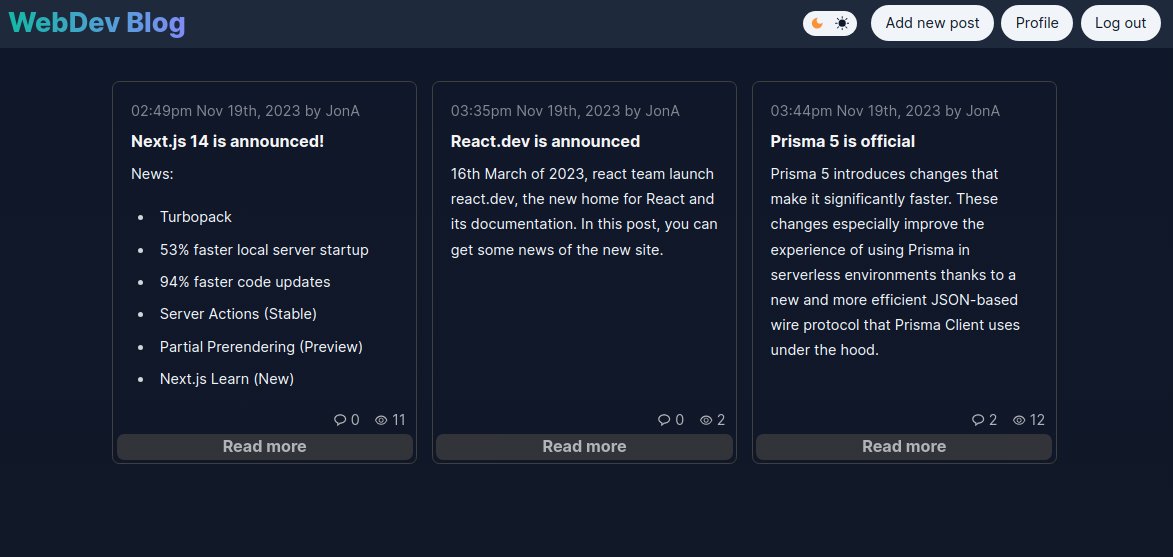 WebDev Blog
Add new post
Profile
Log out
02:49pm Nov 19th, 2023 by JonA
Next.js 14 is announced!
News:
Turbopack
53% faster local server startup
94% faster code updates
Server Actions (Stable)
Partial Prerendering (Preview)
Next.js Learn (New)
0 11
Read more
03:35pm Nov 19th, 2023 by JonA
React.dev is announced
16th March of 2023, react team launch
react.dev, the new home for React and
its documentation. In this post, you can
get some news of the new site.
0 2
Read more
03:44pm Nov 19th, 2023 by JonA
Prisma 5 is official
Prisma 5 introduces changes that
make it significantly faster. These
changes especially improve the
experience of using Prisma in
serverless environments thanks to a
new and more efficient JSON-based
wire protocol that Prisma Client uses
under the hood.
2 12
Read more